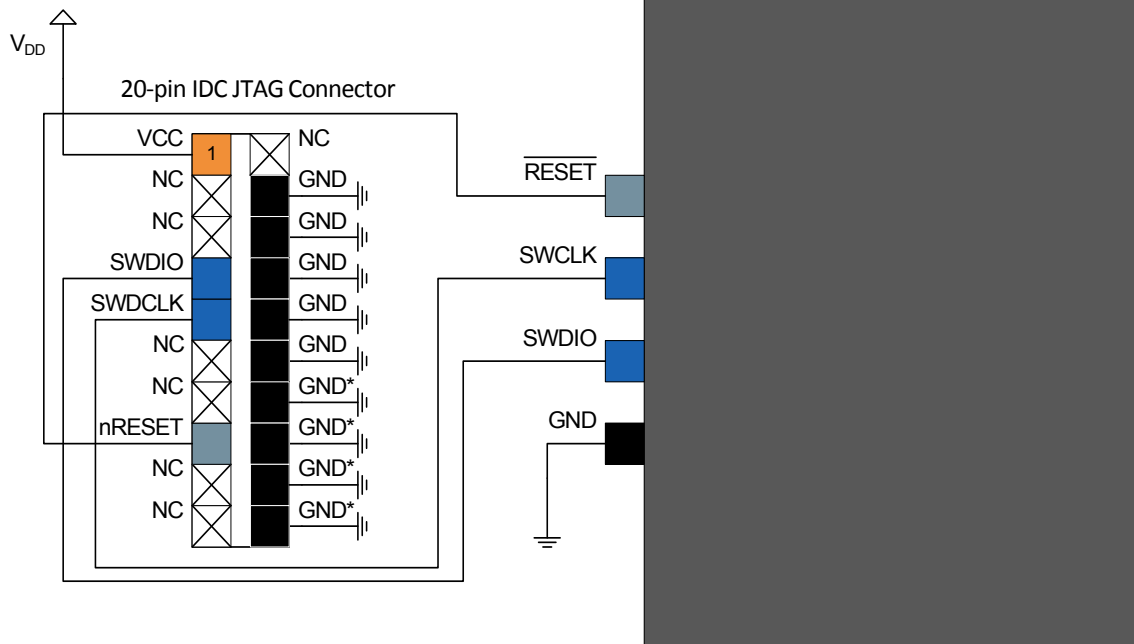 VDD
20-pin IDC JTAG Connector
VCC 1 NC
NC GND
RESET
NC GND
SWDIO GND
SWCLK
SWDCLK GND
NC GND
SWDIO
NC GND*
nRESET GND*
GND
NC GND*
NC GND*